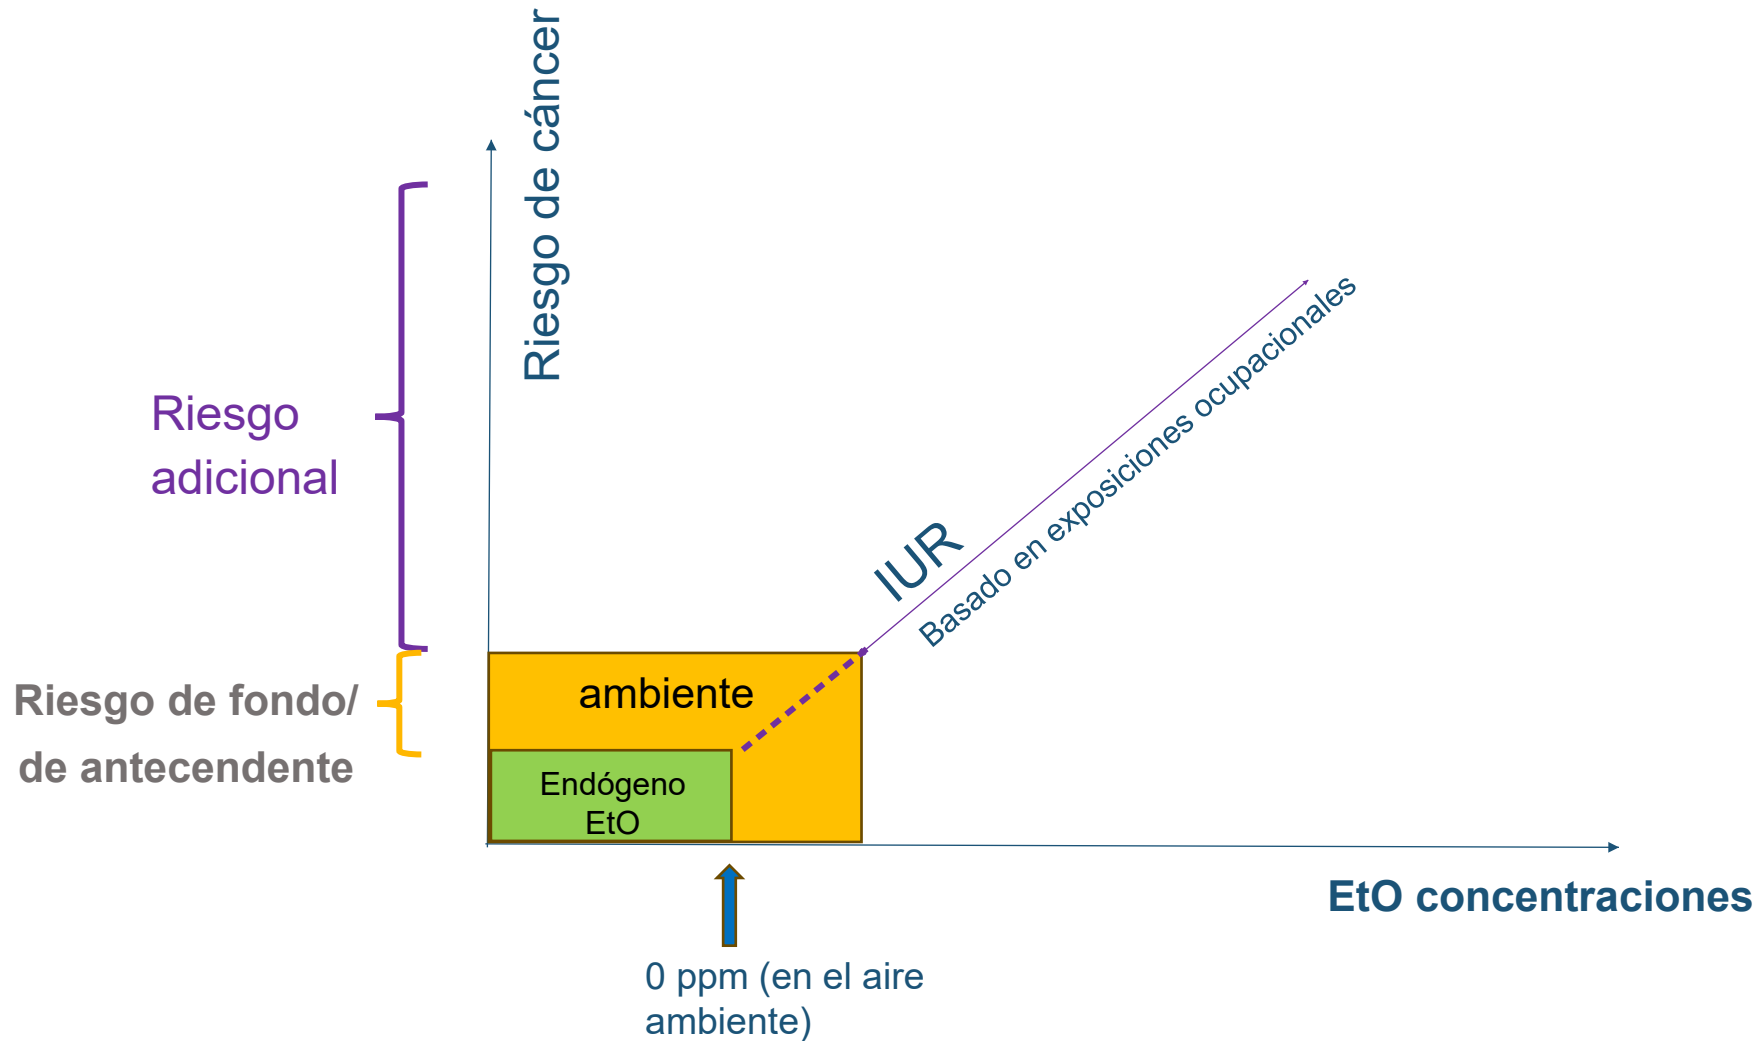 Riesgo de cáncer
Riesgo
adicional
IUR
Basado en exposiciones ocupacionales
Riesgo de fondo/
de antecendente
ambiente
Endógeno
EtO
EtO concentraciones
0 ppm (en el aire
ambiente)